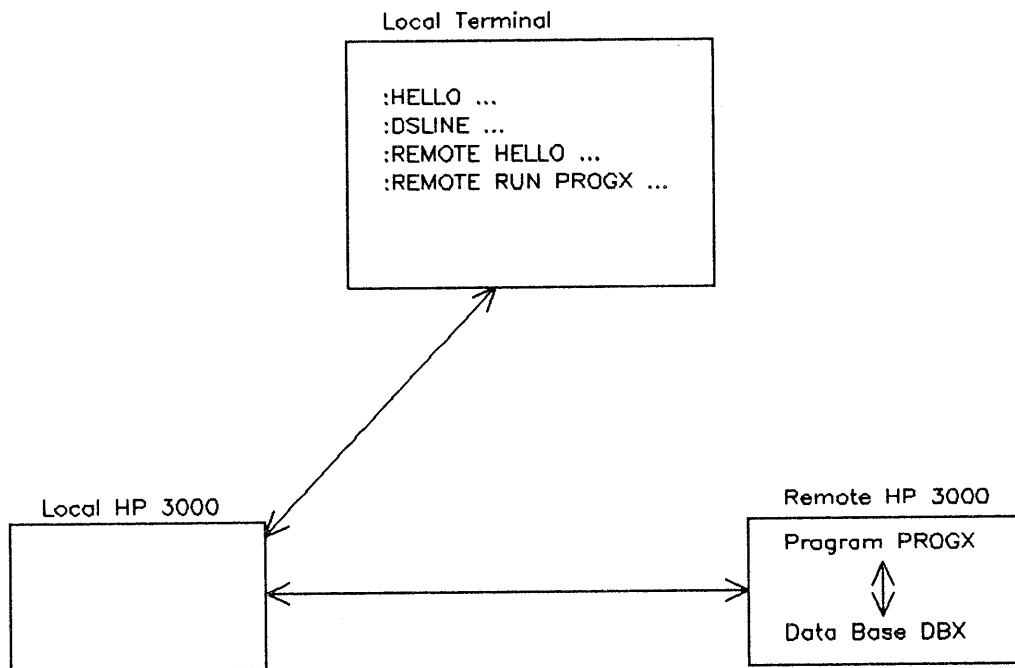 Local Terminal
:HELLO ...
:DSLINE ...
:REMOTE HELLO ...
:REMOTE RUN PROGX ...
Local HP 3000
Remote HP 3000
Program PROGX
Data Base DBX